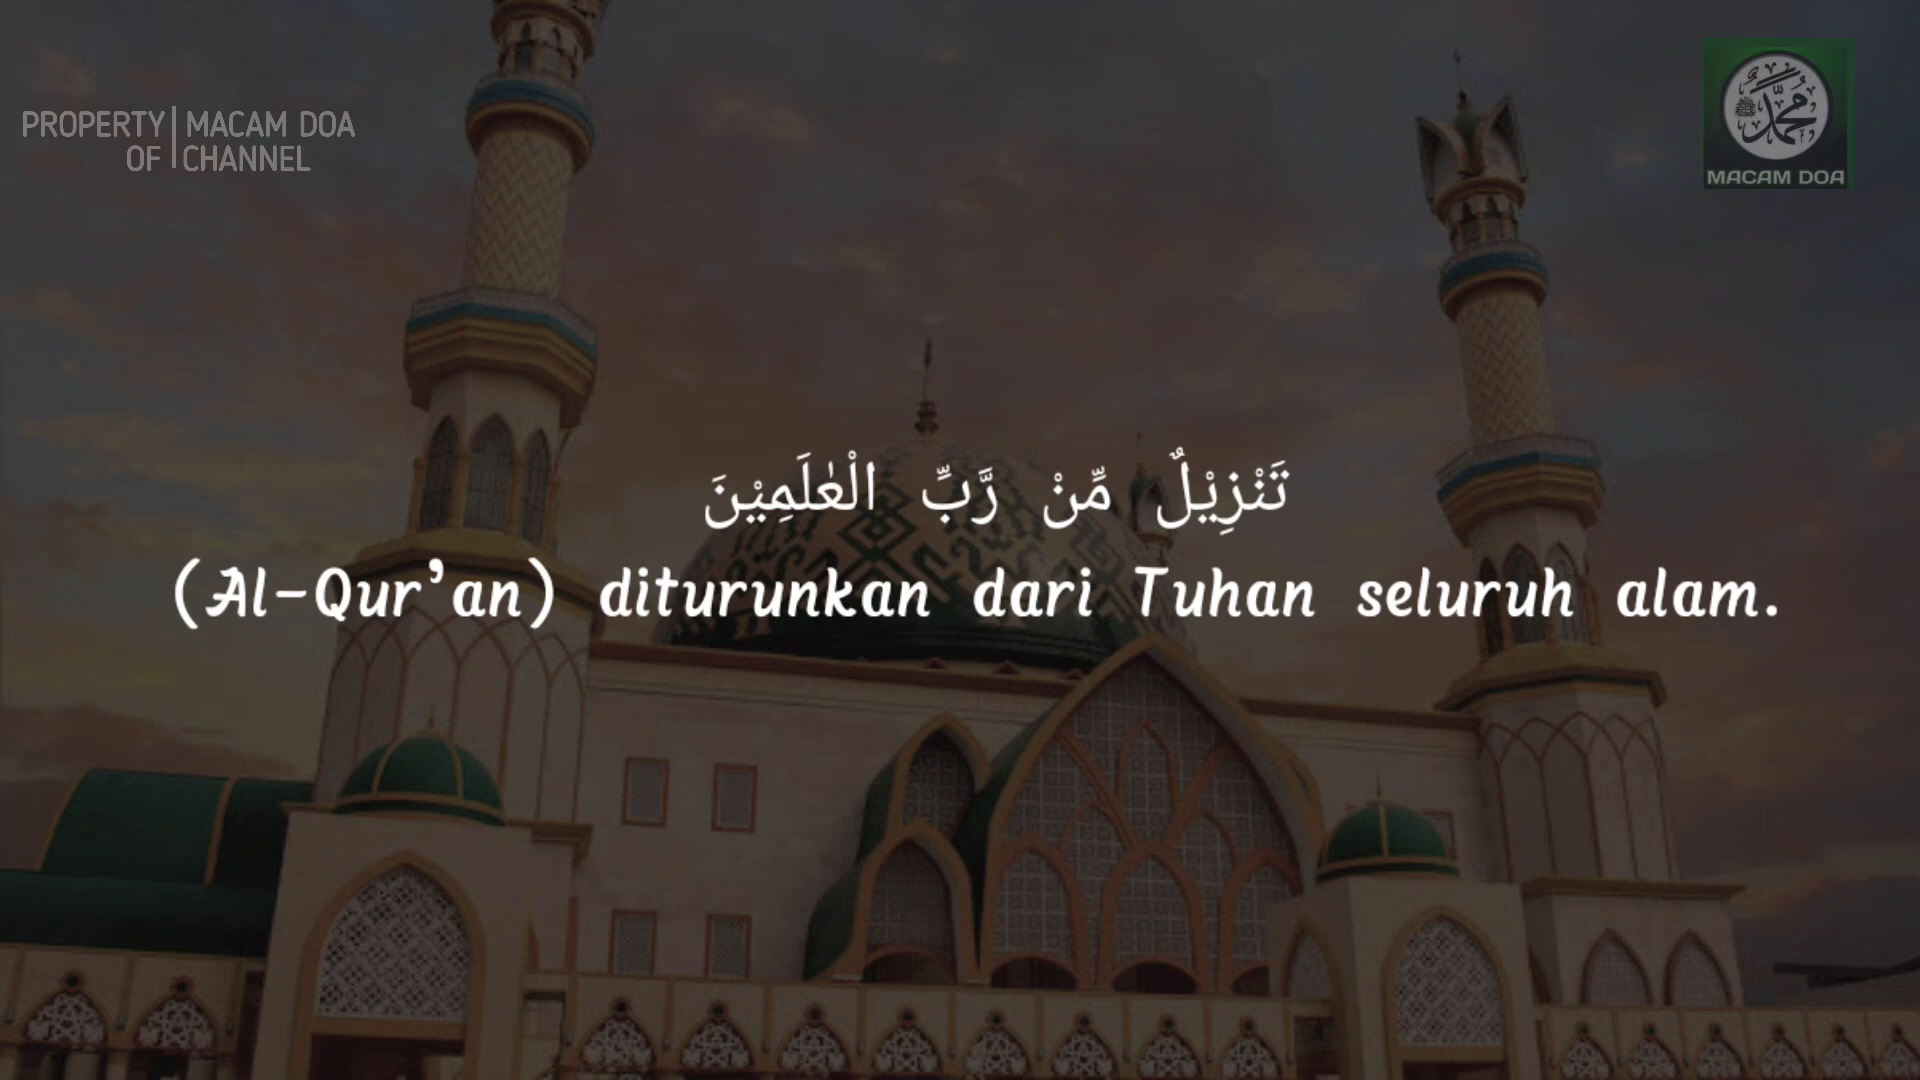 PROPERTY | MACAM DOA
OF | CHANNEL
MACAM DOA
تَنْزِيْلٌ مِّنْ رَّبِّ الْعٰلَمِيْنَ
(Al-Qur’an) diturunkan dari Tuhan seluruh alam.